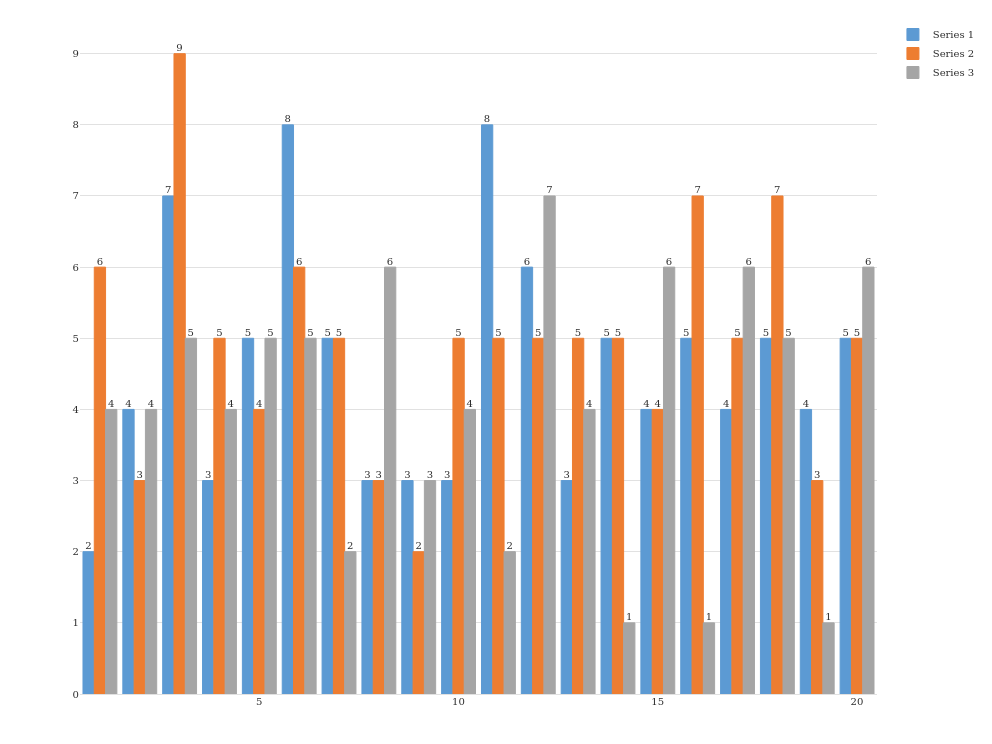 Series 1
Series 2
Series 3
9
8
7
6
5
4
3
2
1
0
2 6 4
4 3 4
7 9 5
3 5 4
5 4 5
8 6 5
5 5 2
3 3 6
3 2 3
3 5 4
8 5 2
6 5 7
3 5 4
5 5 1
4 4 6
5 7 1
4 5 6
5 7 5
4 3 1
5 5 6
5 10 15 20